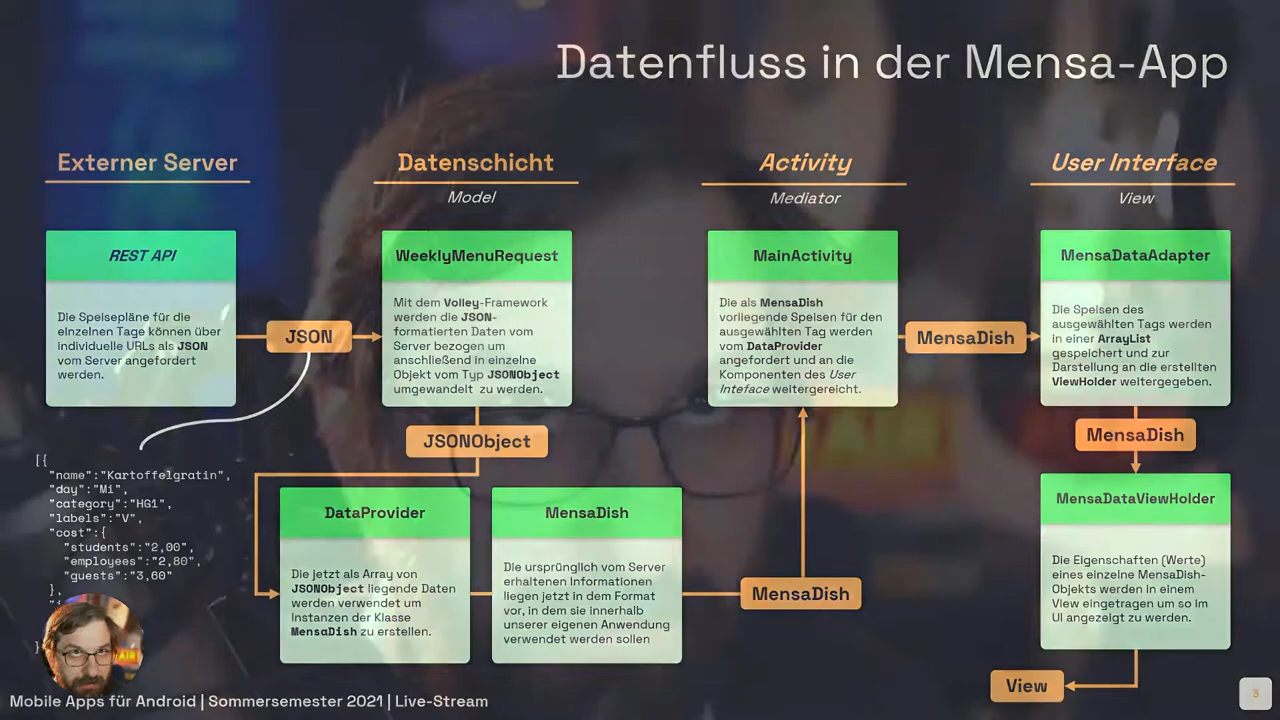 Datenfluss in der Mensa-App
Externer Server
Datenschicht
Model
Activity
Mediator
User Interface
View
REST API
Die Speisepläne für die
einzelnen Tage können über
individuelle URLs als JSON
vom Server angefordert
werden.
JSON
WeeklyMenuRequest
Mit dem Volley-Framework
werden die JSON-
formatierten Daten vom
Server bezogen um
anschließend in einzelne
Objekt vom Typ JSONObject
umgewandelt zu werden.
MainActivity
Die als MensaDish
vorliegende Speisen für den
ausgewählten Tag werden
vom DataProvider
angefordert und an die
Komponenten des User
Inteface weitergereicht.
MensaDish
MensaDataAdapter
Die Speisen des
ausgewählten Tags werden
in einer ArrayList
gespeichert und zur
Darstellung an die erstellten
ViewHolder weitergegeben.
JSONObject
MensaDish
[{
"name":"Kartoffelgratin",
"day":"Mi",
"category":"HG1",
"labels":"V",
"cost":{
"students":"2,00",
"employees":"2,80",
"guests":"3,60"
},
DataProvider
Die jetzt als Array von
JSONObject liegende Daten
werden verwendet um
Instanzen der Klasse
MensaDish zu erstellen.
MensaDish
Die ursprünglich vom Server
erhaltenen Informationen
liegen jetzt in dem Format
vor, in dem sie innerhalb
unserer eigenen Anwendung
verwendet werden sollen
MensaDish
MensaDataViewHolder
Die Eigenschaften (Werte)
eines einzelne MensaDish-
Objekts werden in einem
View eingetragen um so im
UI angezeigt zu werden.
View
Mobile Apps für Android | Sommersemester 2021 | Live-Stream
3